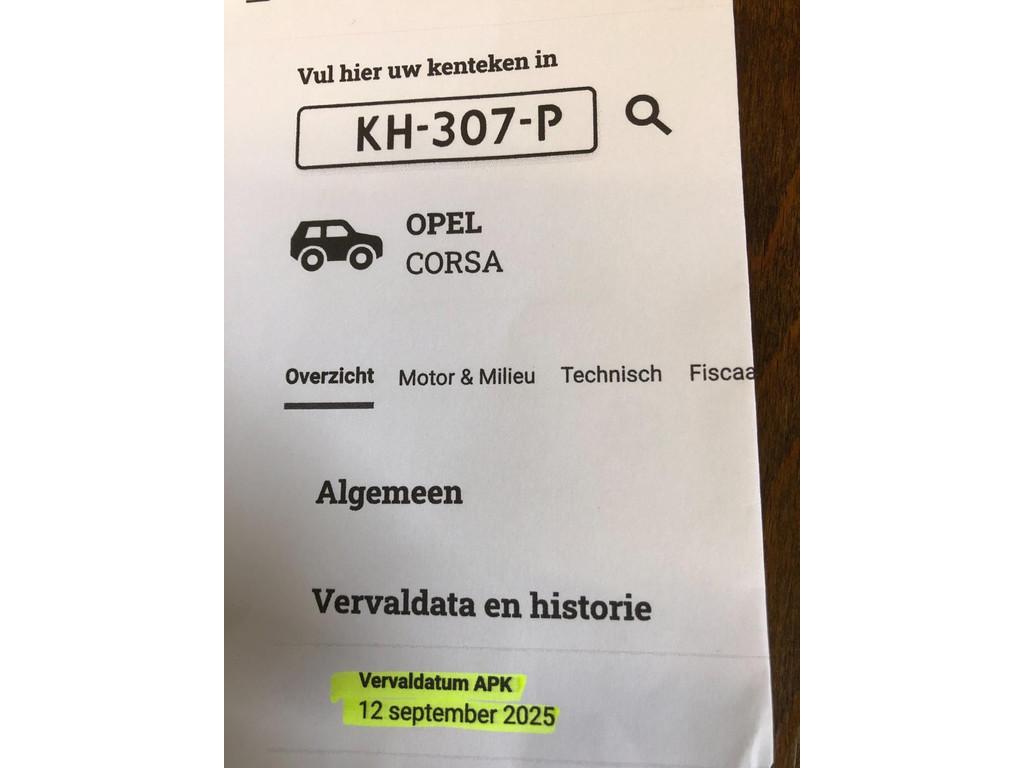 Vul hier uw kenteken in
KH-307-P
OPEL
CORSA
Overzicht Motor & Milieu Technisch Fiscaa
Algemeen
Vervaldata en historie
Vervaldatum APK
12 september 2025